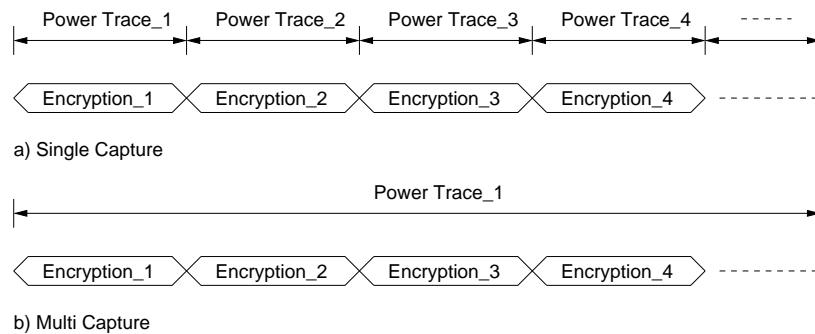 Power Trace_1 Power Trace_2 Power Trace_3 Power Trace_4
Encryption_1 Encryption_2 Encryption_3 Encryption_4
a) Single Capture
Power Trace_1
Encryption_1 Encryption_2 Encryption_3 Encryption_4
b) Multi Capture